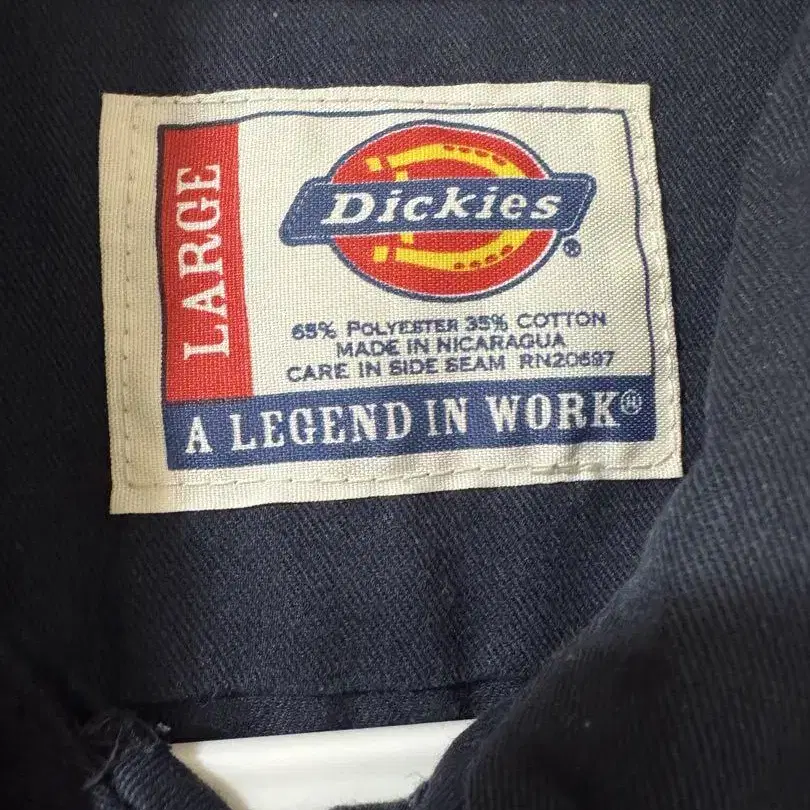 LARGE
Dickies®
65% POLYESTER 35% COTTON
MADE IN NICARAGUA
CARE IN SIDE SEAM RN20697
A LEGEND IN WORK®